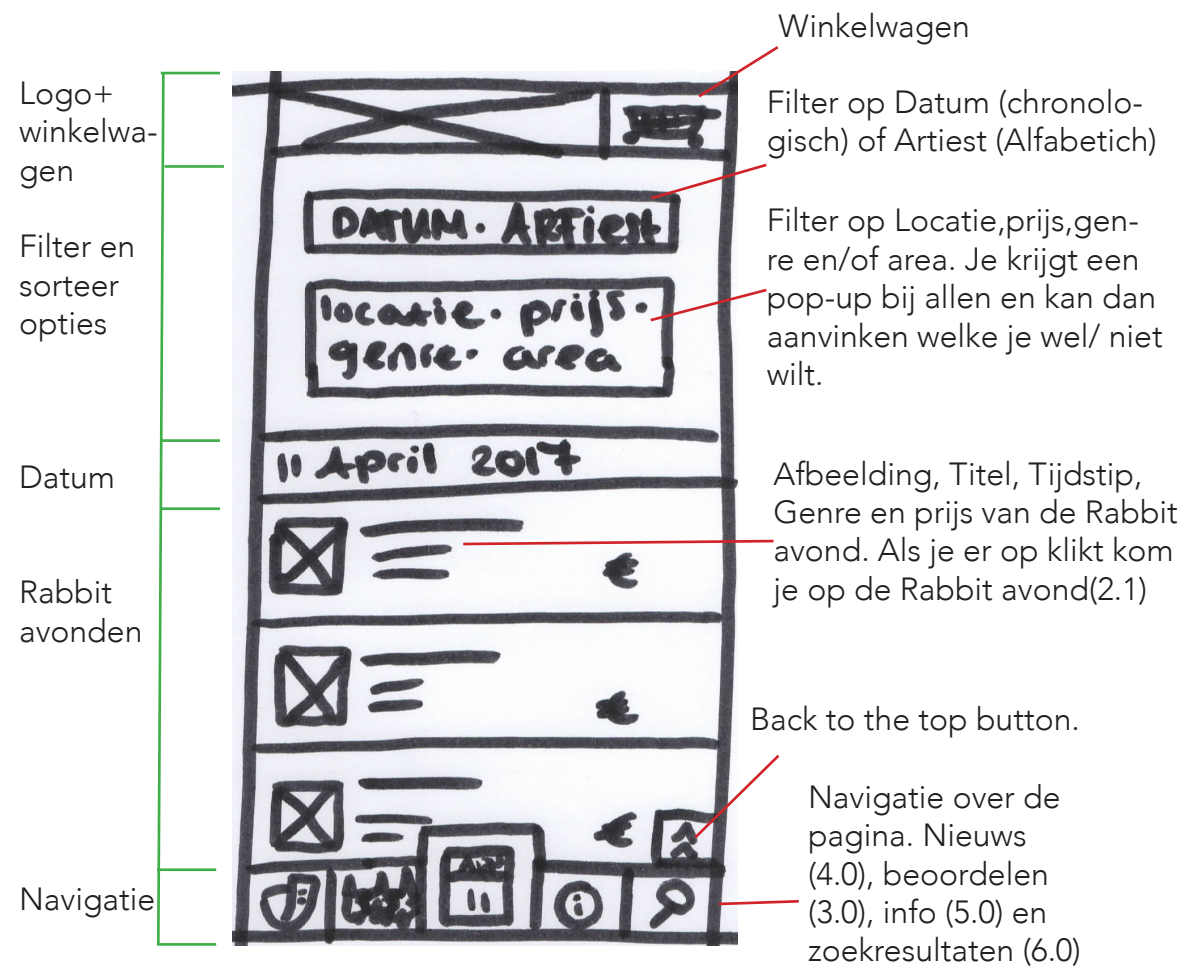 Winkelwagen
Logo+
winkelwa-
gen
Filter op Datum (chronolo-
gisch) of Artiest (Alfabetich)
DATUM. ARTiest
Filter en
sorteer
opties
Filter op Locatie,prijs,gen-
re en/of area. Je krijgt een
pop-up bij allen en kan dan
aanvinken welke je wel/ niet
wilt.
locatie. prijs.
genre. area
Datum
11 April 2017
Afbeelding, Titel, Tijdstip,
Genre en prijs van de Rabbit
avond. Als je er op klikt kom
je op de Rabbit avond(2.1)
Rabbit
avonden
Back to the top button.
Navigatie
11
i
Navigatie over de
pagina. Nieuws
(4.0), beoordelen
(3.0), info (5.0) en
zoekresultaten (6.0)